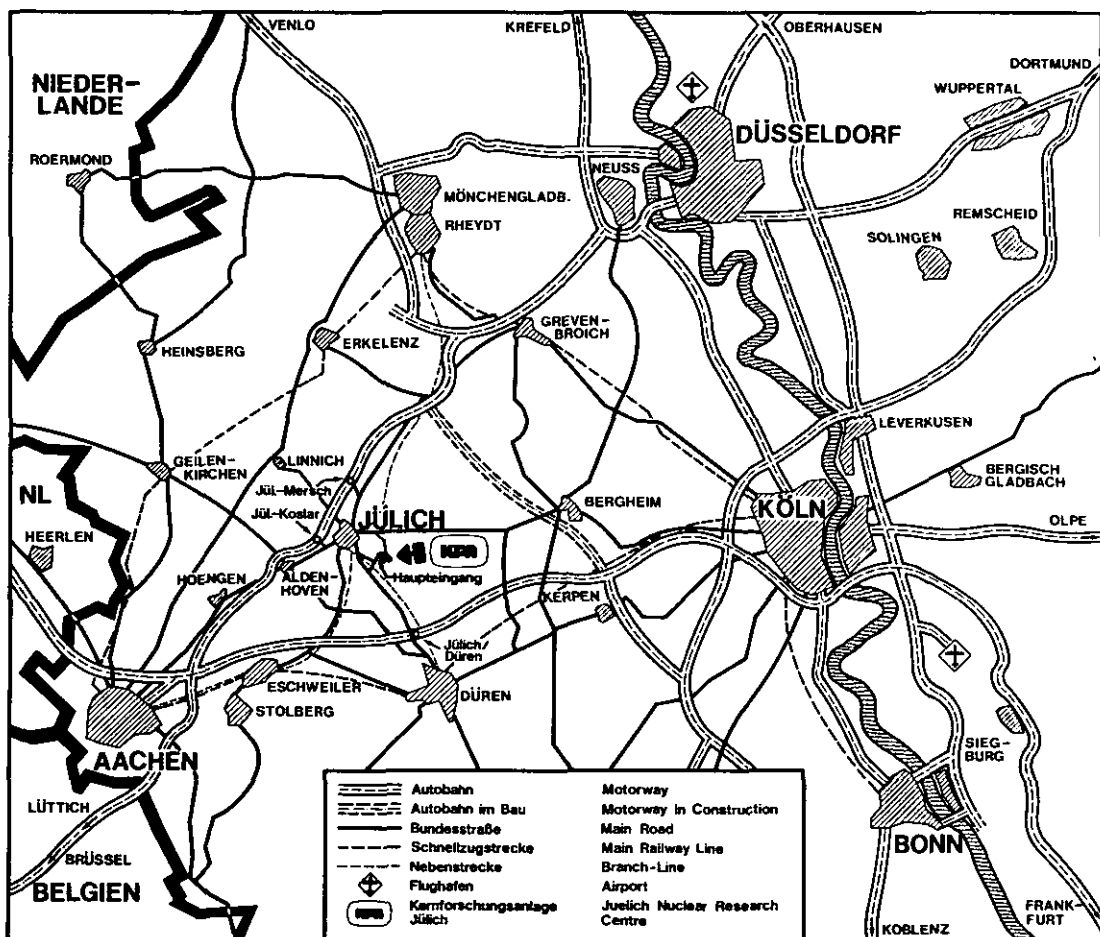 VENLO
KREFELD
OBERHAUSEN
DORTMUND
NIEDER-
LANDE
WUPPERTAL
DÜSSELDORF
ROERMOND
NEUSS
MÖNCHENGLADB.
RHEYDT
REMSCHEID
SOLINGEN
GREVEN-
BROICH
ERKELENZ
HEINSBERG
LEVERKUSEN
GEILEN-
KIRCHEN
LINNICH
BERGISCH
GLADBACH
Jül.-Mersch
NL
BERGHEIM
KÖLN
Jül-Koslar
JÜLICH
OLPE
HEERLEN
KFA
Haupteingang
HOENGEN
ALDEN-
HOVEN
KERPEN
Jülich/
Düren
ESCHWEILER
DÜREN
STOLBERG
AACHEN
SIEG-
BURG
LÜTTICH
BONN
BRÜSSEL
BELGIEN
FRANK-
FURT
KOBLENZ
Autobahn Motorway
Autobahn im Bau Motorway In Construction
Bundesstraße Main Road
Schnellzugstrecke Main Railway Line
Nebenstrecke Branch-Line
Flughafen Airport
KFA Kernforschungsanlage Juelich Nuclear Research
Jülich Centre